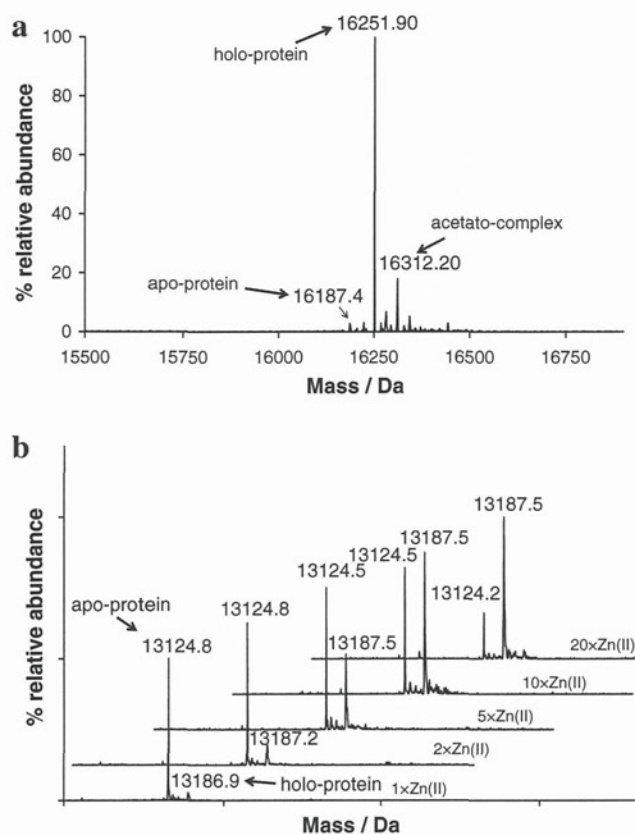 a
16251.90
holo-protein
100
80
60
40
20
0
% relative abundance
acetato-complex
16312.20
apo-protein
16187.4
15500 15750 16000 16250 16500 16750
Mass / Da
b
% relative abundance
13187.5
13124.5 13187.5
13124.5
13124.2
apo-protein
13124.8
13124.8
13187.5
20×Zn(II)
10×Zn(II)
13187.2
5×Zn(II)
2×Zn(II)
13186.9 holo-protein 1×Zn(II)
Mass / Da